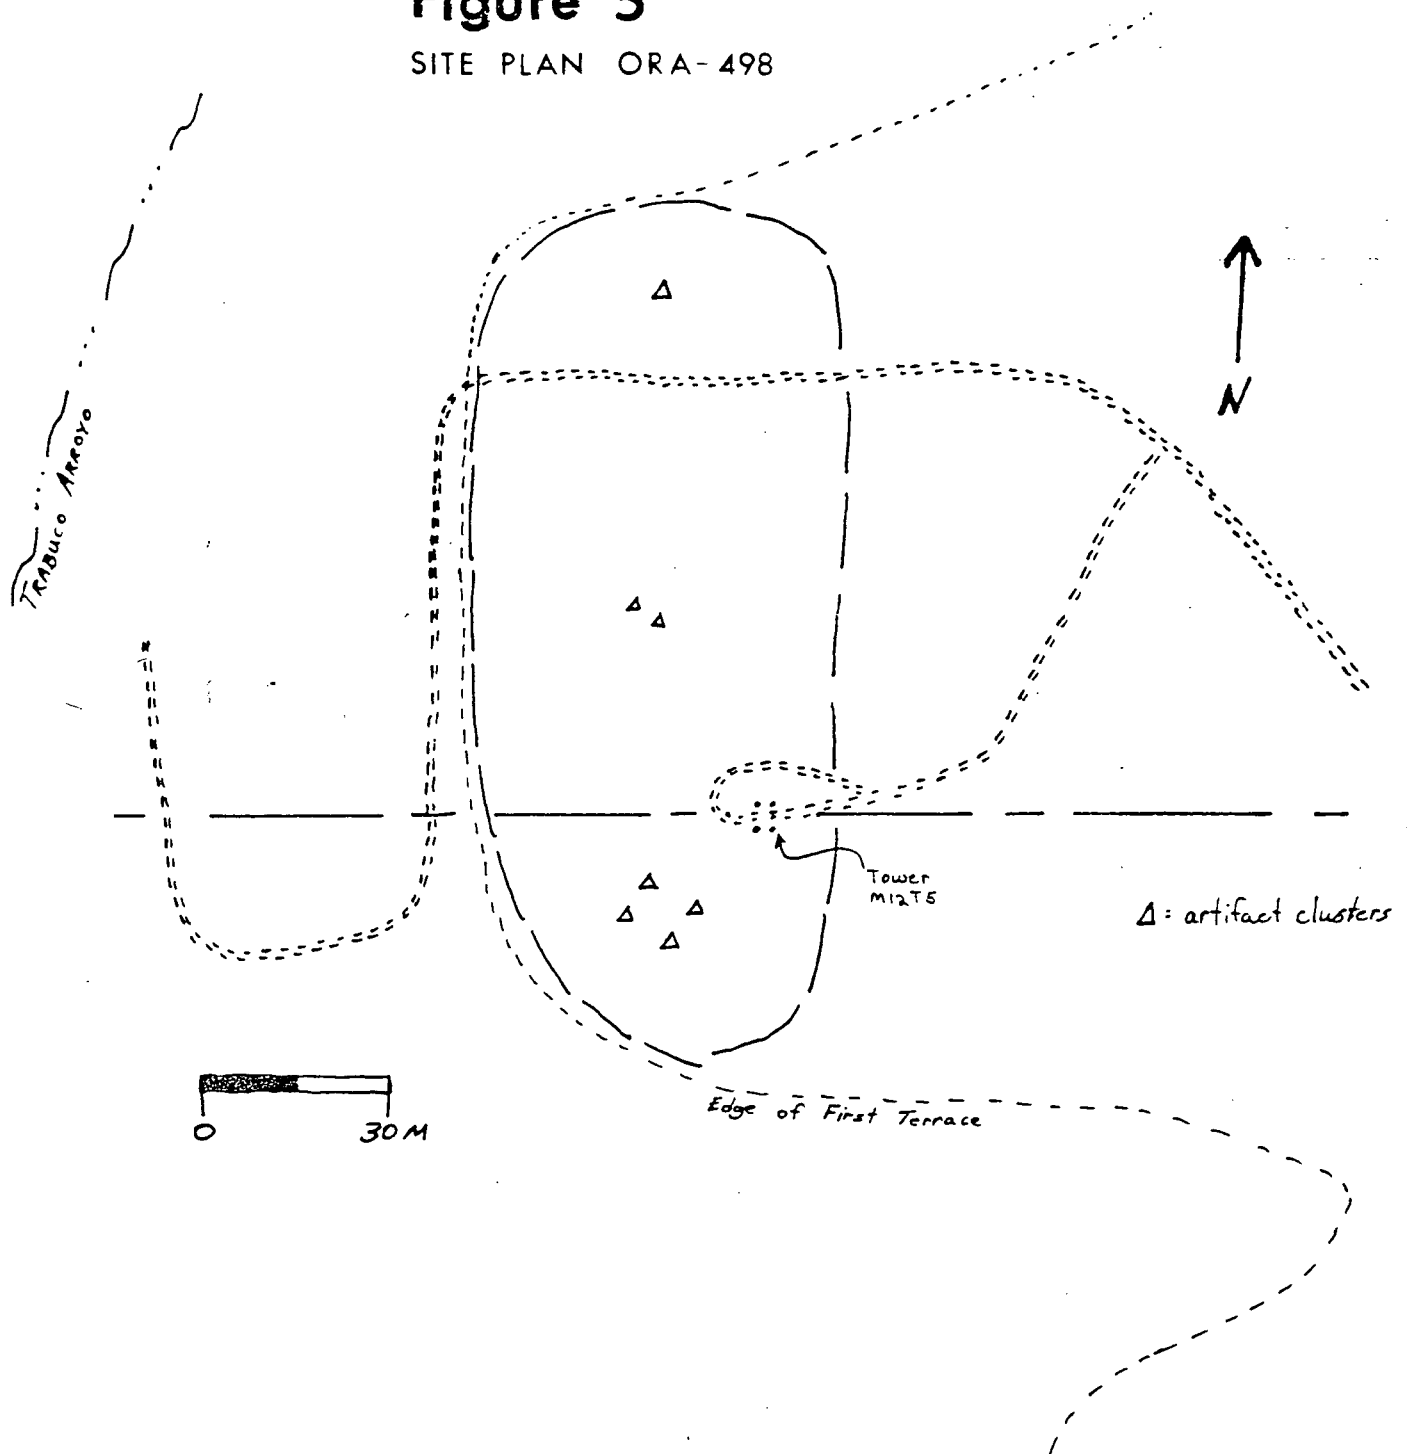 Figure 5
SITE PLAN ORA-498
TRABUCO ARROYO
N
Tower
M12T5
Δ = artifact clusters
0 30M
Edge of First Terrace